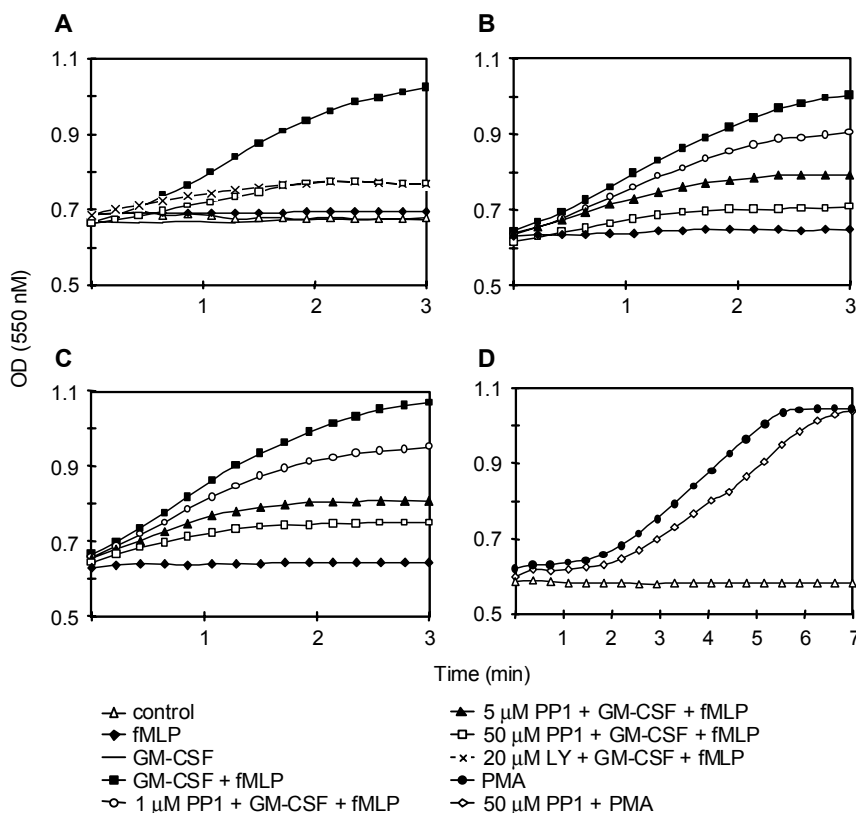 A
B
1.1
0.9
0.7
0.5
1
2
3
1.1
0.9
0.7
0.5
1
2
3
OD (550 nM)
C
D
1.1
0.9
0.7
0.5
1
2
3
1.1
0.9
0.7
0.5
1
2
3
4
5
6
7
Time (min)
control
fMLP
GM-CSF
GM-CSF + fMLP
1 μM PP1 + GM-CSF + fMLP
5 μM PP1 + GM-CSF + fMLP
50 μM PP1 + GM-CSF + fMLP
20 μM LY + GM-CSF + fMLP
PMA
50 μM PP1 + PMA